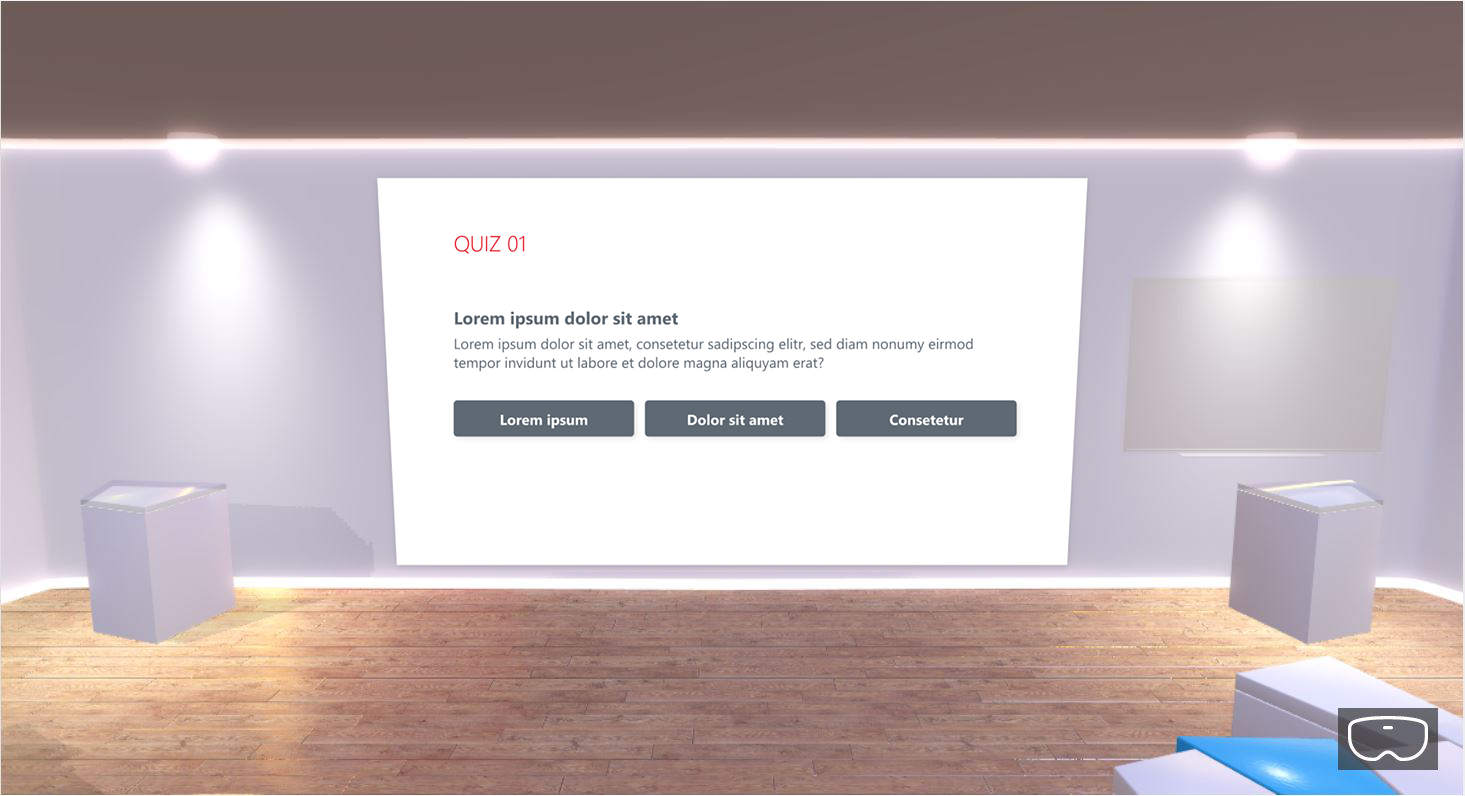 QUIZ 01
Lorem ipsum dolor sit amet
Lorem ipsum dolor sit amet, consetetur sadipscing elitr, sed diam nonumy eirmod
tempor invidunt ut labore et dolore magna aliquyam erat?
Lorem ipsum
Dolor sit amet
Consetetur